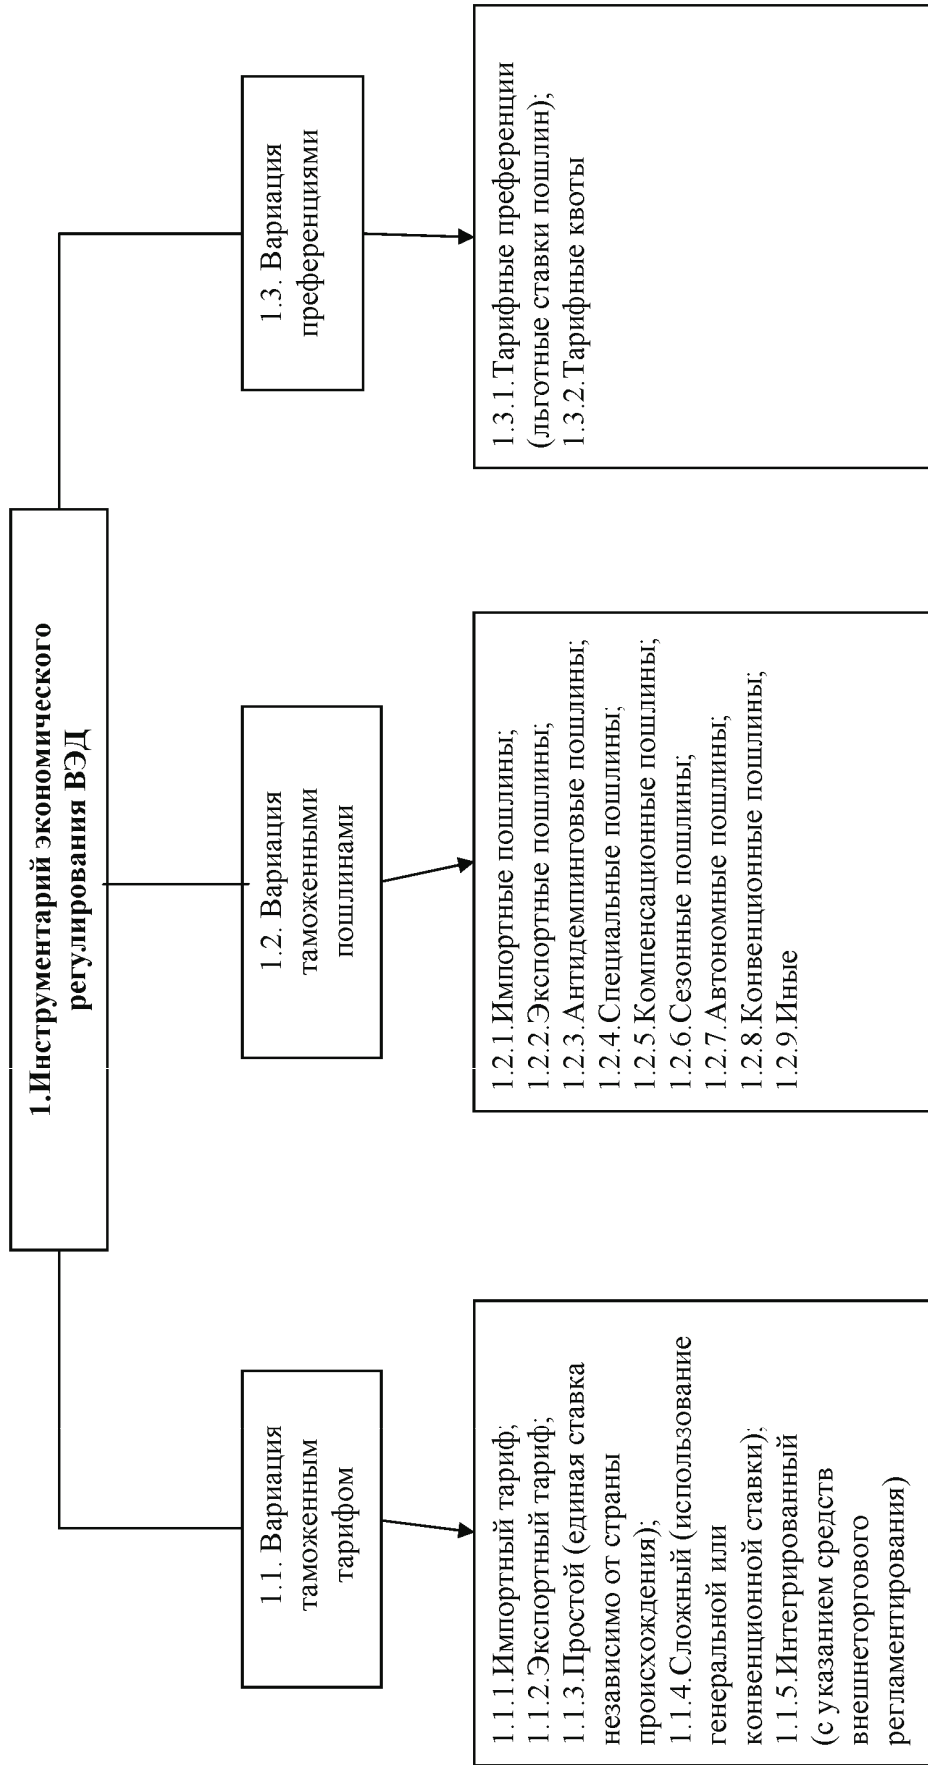 1.Инструментарий экономического
регулирования ВЭД
1.1. Вариация
таможенным
тарифом
1.1.1.Импортный тариф;
1.1.2.Экспортный тариф;
1.1.3.Простой (единая ставка
независимо от страны
происхождения);
1.1.4.Сложный (использование
генеральной или
конвенционной ставки);
1.1.5.Интегрированный
(с указанием средств
внешнеторгового
регламентирования)
1.2. Вариация
таможенными
пошлинами
1.2.1.Импортные пошлины;
1.2.2.Экспортные пошлины;
1.2.3.Антидемпинговые пошлины;
1.2.4.Специальные пошлины;
1.2.5.Компенсационные пошлины;
1.2.6.Сезонные пошлины;
1.2.7.Автономные пошлины;
1.2.8.Конвенционные пошлины;
1.2.9.Иные
1.3. Вариация
преференциями
1.3.1.Тарифные преференции
(льготные ставки пошлин);
1.3.2.Тарифные квоты